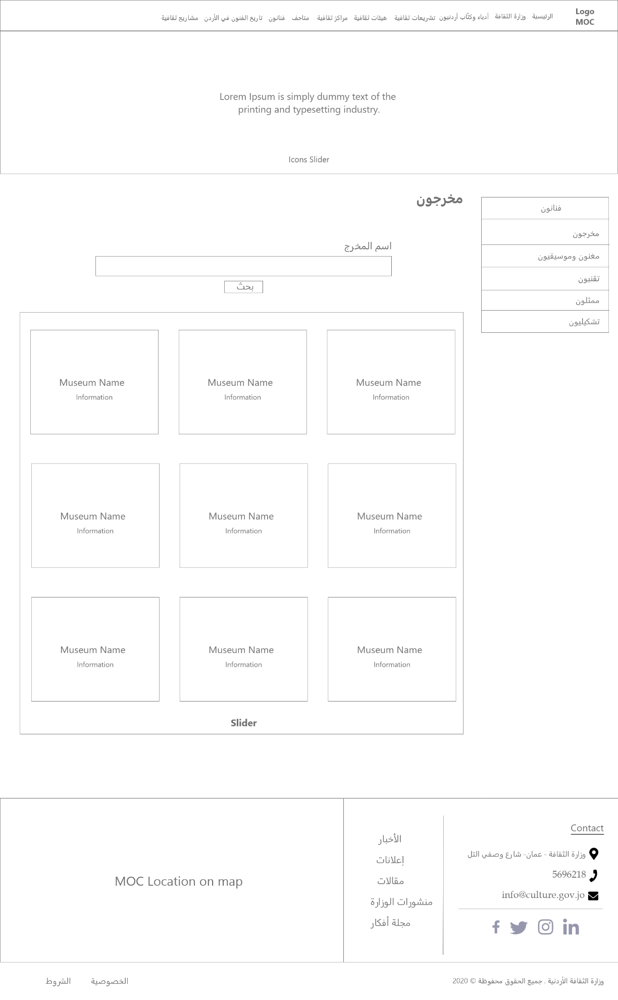 Logo
MOC
الرئيسية
وزارة الثقافة
أدباء وكتّاب أردنيون
تشريعات ثقافية
هيئات ثقافية
مراكز ثقافية
متاحف
فنانون
تاريخ الفنون في الأردن
مشاريع ثقافية
Lorem Ipsum is simply dummy text of the
printing and typesetting industry.
Icons Slider
فنانون
مخرجون
مغنون وموسيقيون
تقنيون
ممثلون
تشكيليون
مخرجون
اسم المخرج
بحث
Museum Name
Information
Museum Name
Information
Museum Name
Information
Museum Name
Information
Museum Name
Information
Museum Name
Information
Museum Name
Information
Museum Name
Information
Museum Name
Information
Slider
Contact
وزارة الثقافة - عمان- شارع وصفي التل
5696218
info@culture.gov.jo
الأخبار
إعلانات
مقالات
منشورات الوزارة
مجلة أفكار
MOC Location on map
وزارة الثقافة الأردنية . جميع الحقوق محفوظة © 2020
الخصوصية
الشروط